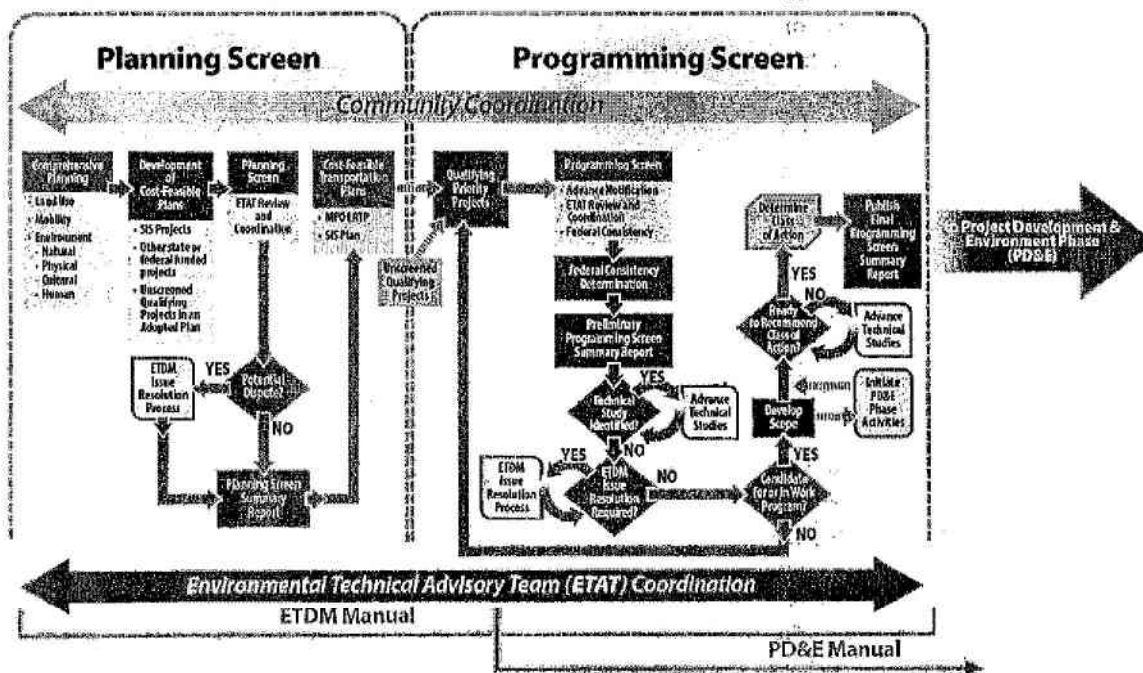 Planning Screen
Programming Screen
Community Coordination
Comprehensive
Planning
• Land Use
• Mobility
• Environment
• Natural
• Physical
• Cultural
• Human
Development
of
Cost-Feasible
Plans
• SIS Projects
• Other state or
federal funded
projects
• Unscreened
Qualifying
Projects in an
Adopted Plan
Planning
Screen
ETAT Review
and
Coordination
Cost-Feasible
Transportation
Plans
• MPO LRTP
• SIS Plan
Potential
Dispute?
YES
NO
ETDM
Issue
Resolution
Process
Planning Screen
Summary
Report
Unscreened
Qualifying
Projects
Qualifying
Priority
Projects
Programming Screen
• Advance Notification
• ETAT Review and
Coordination
• Federal Consistency
Federal Consistency
Determination
Preliminary
Programming Screen
Summary Report
YES
Technical
Study
Identified?
Advance
Technical
Studies
NO
YES
ETDM
Issue
Resolution
Process
ETDM
Issue
Resolution
Required?
NO
Candidate
for or in Work
Program?
NO
YES
Develop
Scope
Initiate
PD&E
Phase
Activities
Ready
to Recommend
Class of
Action?
NO
Advance
Technical
Studies
YES
Determine
Class
of Action
Publish
Final
Programming
Screen
Summary
Report
to Project Development &
Environment Phase
(PD&E)
Environmental Technical Advisory Team (ETAT) Coordination
ETDM Manual
PD&E Manual